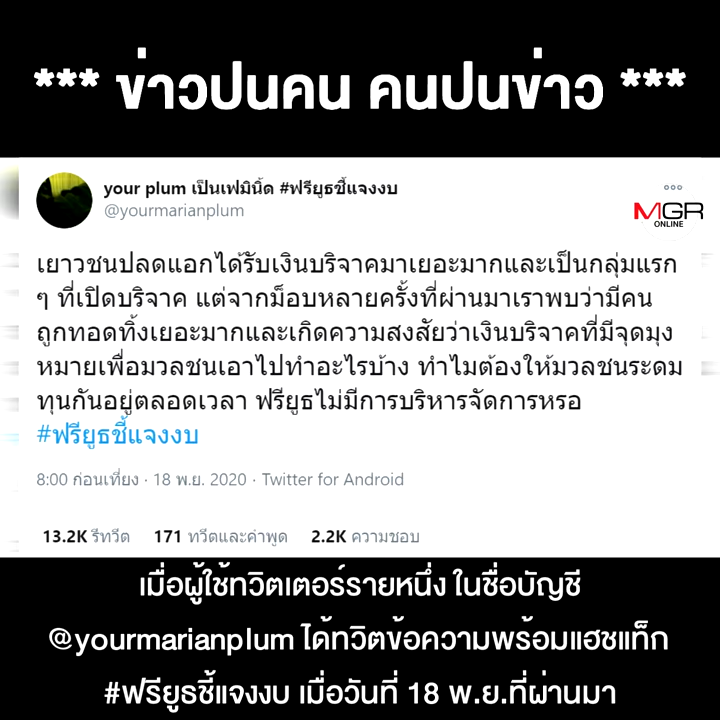 *** ข่าวปนคน คนปนข่าว ***
your plum เป็นเฟมินิ้ด #ฟรียูธชี้แจงงบ
@yourmarianplum
MGR
ONLINE
เยาวชนปลดแอกได้รับเงินบริจาคมาเยอะมากและเป็นกลุ่มแรก
ๆ ที่เปิดบริจาค แต่จากม็อบหลายครั้งที่ผ่านมาเราพบว่ามีคน
ถูกทอดทิ้งเยอะมากและเกิดความสงสัยว่าเงินบริจาคที่มีจุดมุง
หมายเพื่อมวลชนเอาไปทำอะไรบ้าง ทำไมต้องให้มวลชนระดม
ทุนกันอยู่ตลอดเวลา ฟรียูธไม่มีการบริหารจัดการหรอ
#ฟรียูธชี้แจงงบ
8:00 ก่อนเที่ยง · 18 พ.ย. 2020 · Twitter for Android
13.2K รีทวีต 171 ทวีตและคำพูด 2.2K ความชอบ
เมื่อผู้ใช้ทวิตเตอร์รายหนึ่ง ในชื่อบัญชี
@yourmarianplum ได้ทวิตข้อความพร้อมแฮชแท็ก
#ฟรียูธชี้แจงงบ เมื่อวันที่ 18 พ.ย.ที่ผ่านมา